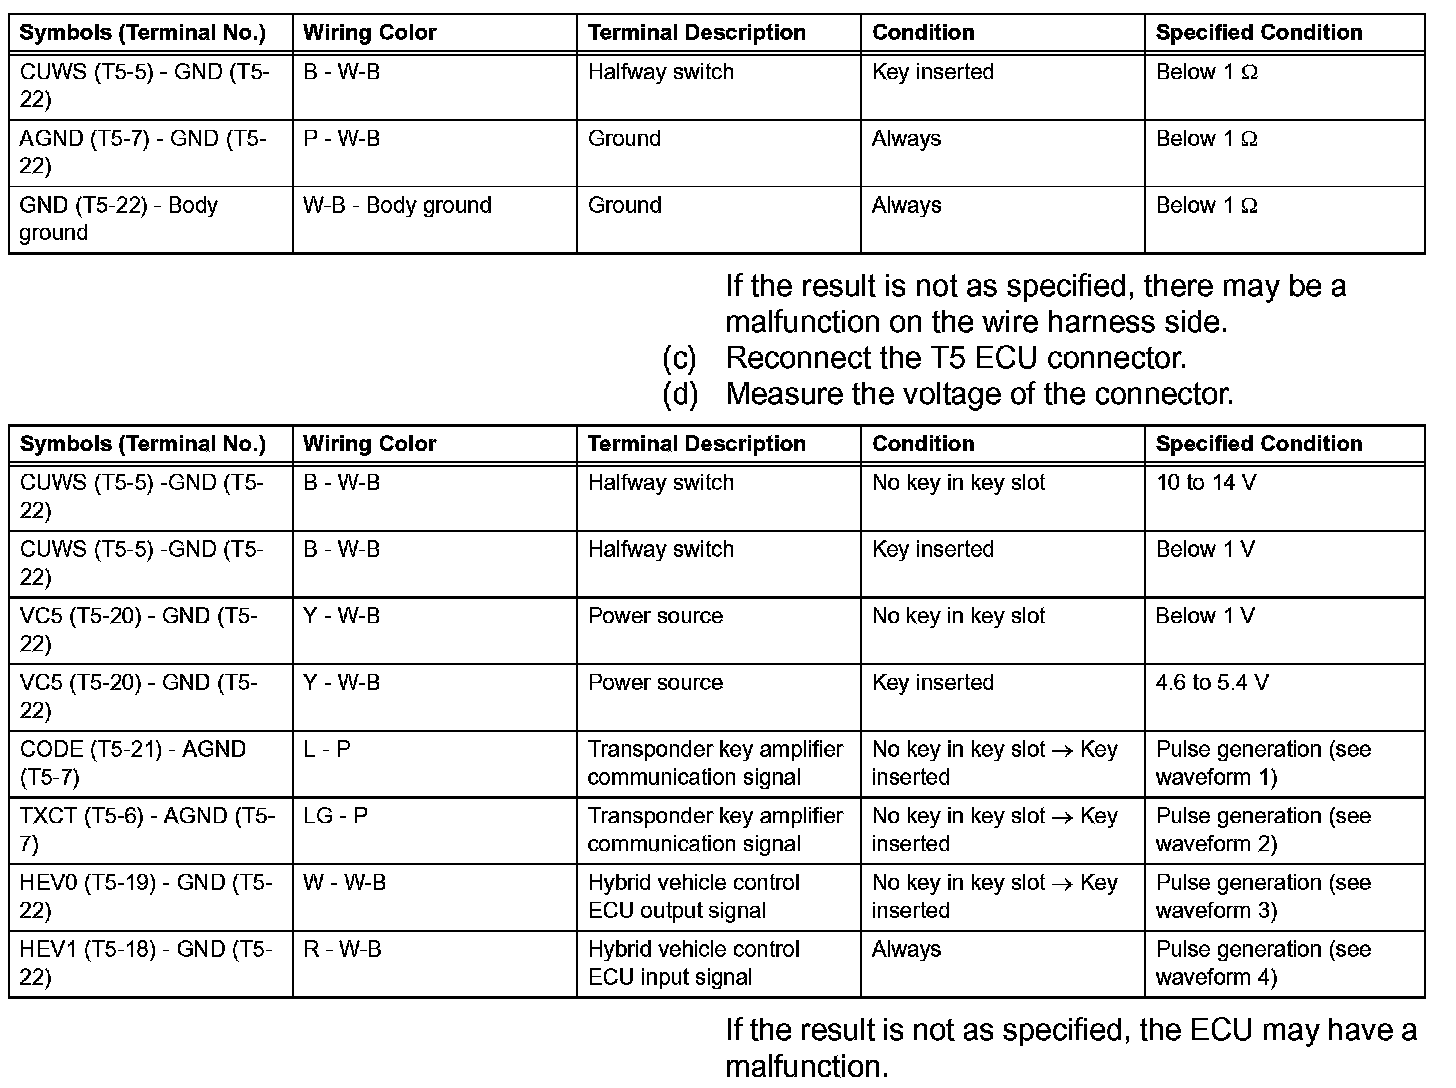 Symbols (Terminal No.) Wiring Color Terminal Description Condition Specified Condition
CUWS (T5-5) - GND (T5- B - W-B Halfway switch Key inserted Below 1 Ω
22)
AGND (T5-7) - GND (T5- P - W-B Ground Always Below 1 Ω
22)
GND (T5-22) - Body W-B - Body ground Ground Always Below 1 Ω
ground
If the result is not as specified, there may be a
malfunction on the wire harness side.
(c) Reconnect the T5 ECU connector.
(d) Measure the voltage of the connector.
Symbols (Terminal No.) Wiring Color Terminal Description Condition Specified Condition
CUWS (T5-5) -GND (T5- B - W-B Halfway switch No key in key slot 10 to 14 V
22)
CUWS (T5-5) -GND (T5- B - W-B Halfway switch Key inserted Below 1 V
22)
VC5 (T5-20) - GND (T5- Y - W-B Power source No key in key slot Below 1 V
22)
VC5 (T5-20) - GND (T5- Y - W-B Power source Key inserted 4.6 to 5.4 V
22)
CODE (T5-21) - AGND L - P Transponder key amplifier No key in key slot → Key Pulse generation (see
(T5-7) communication signal inserted waveform 1)
TXCT (T5-6) - AGND (T5- LG - P Transponder key amplifier No key in key slot → Key Pulse generation (see
7) communication signal inserted waveform 2)
HEV0 (T5-19) - GND (T5- W - W-B Hybrid vehicle control No key in key slot → Key Pulse generation (see
22) ECU output signal inserted waveform 3)
HEV1 (T5-18) - GND (T5- R - W-B Hybrid vehicle control Always Pulse generation (see
22) ECU input signal waveform 4)
If the result is not as specified, the ECU may have a
malfunction.